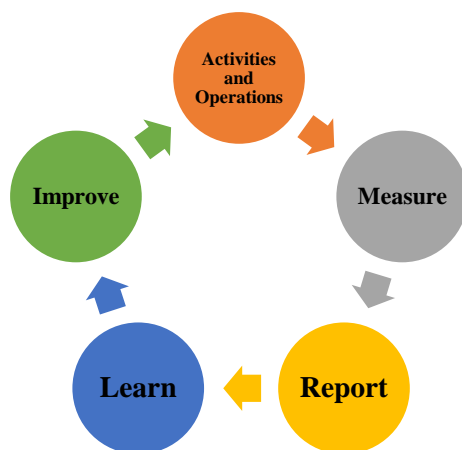 Activities
and
Operations
Measure
Report
Learn
Improve